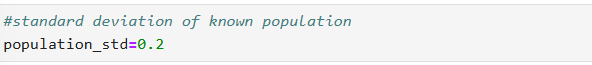 #standard deviation of known population
population_std=0.2